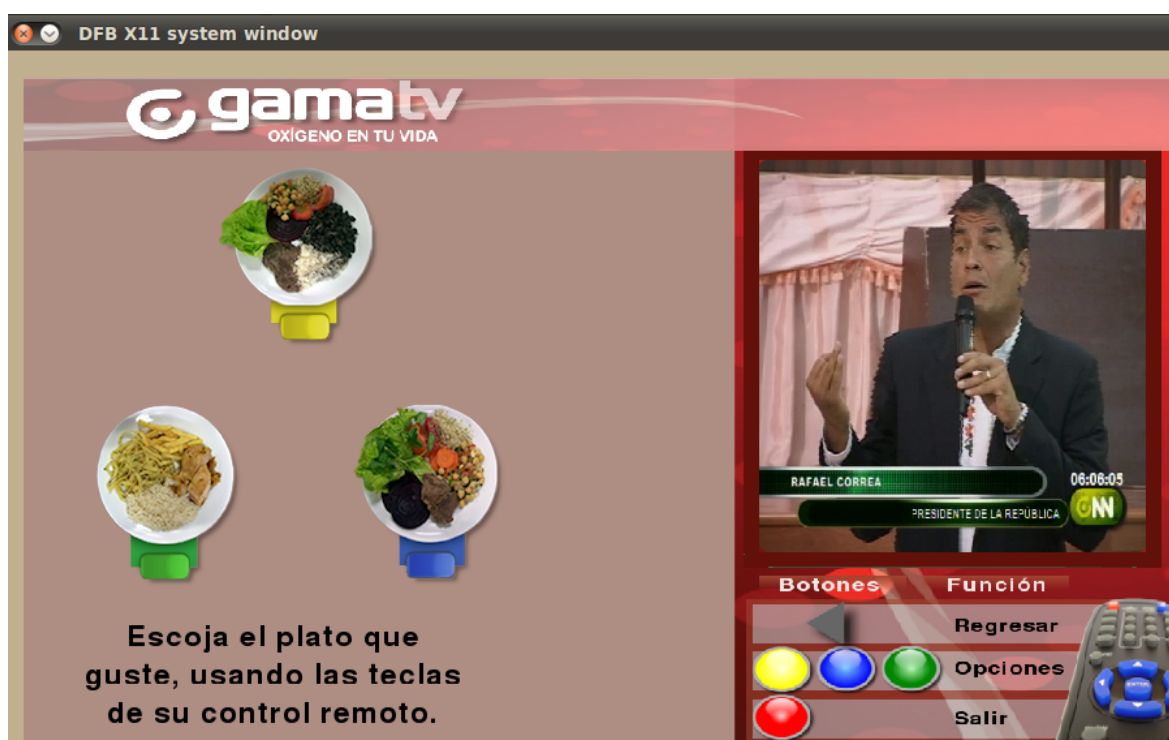 DFB X11 system window
gamatv
OXÍGENO EN TU VIDA
RAFAEL CORREA
06:06:05
PRESIDENTE DE LA REPÚBLICA
GNN
Botones Función
Regresar
Opciones
Salir
Escoja el plato que
guste, usando las teclas
de su control remoto.